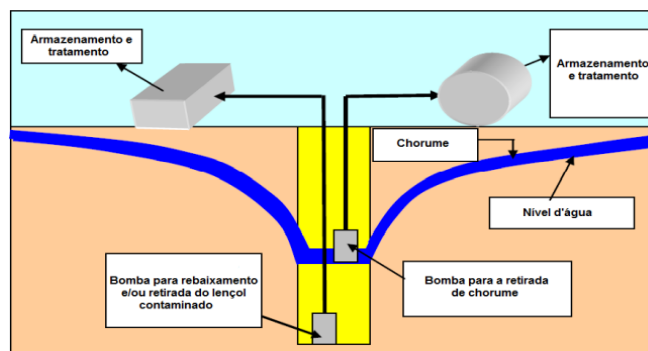 Armazenamento e
tratamento
Armazenamento
e tratamento
Chorume
Nível d'água
Bomba para rebaixamento
e/ou retirada do lençol
contaminado
Bomba para a retirada
de chorume